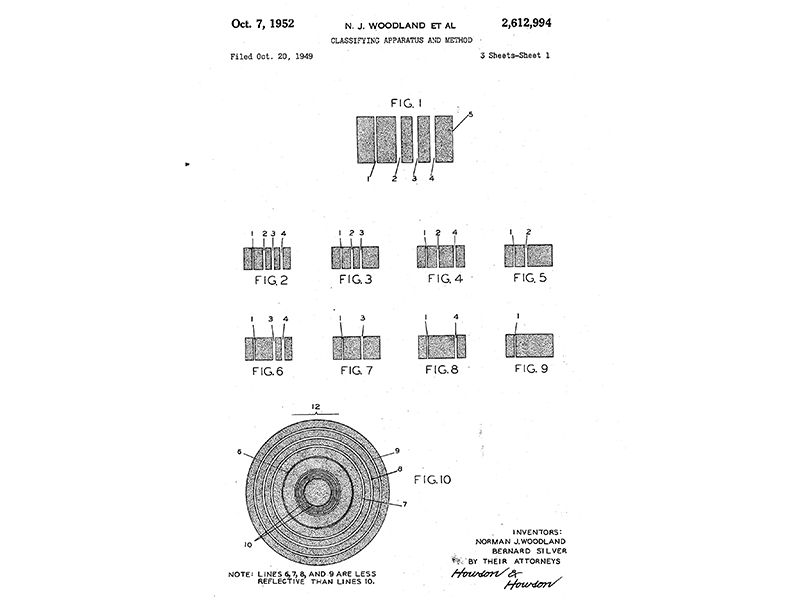 Oct. 7, 1952 N. J. WOODLAND ET AL 2,612,994
CLASSIFYING APPARATUS AND METHOD
Filed Oct. 20, 1949 3 Sheets-Sheet 1
FIG. 1
5
1 2 3 4
1 2 3 4
1 2 3
1 2 4
1 2
FIG. 2 FIG. 3 FIG. 4 FIG. 5
1 3 4
1 3
1 4
1
FIG. 6 FIG. 7 FIG. 8 FIG. 9
12
6 9
8
FIG. 10
7
10
INVENTORS:
NORMAN J. WOODLAND
BERNARD SILVER
BY THEIR ATTORNEYS
Howson & Howson
NOTE: LINES 6, 7, 8, AND 9 ARE LESS
REFLECTIVE THAN LINES 10.